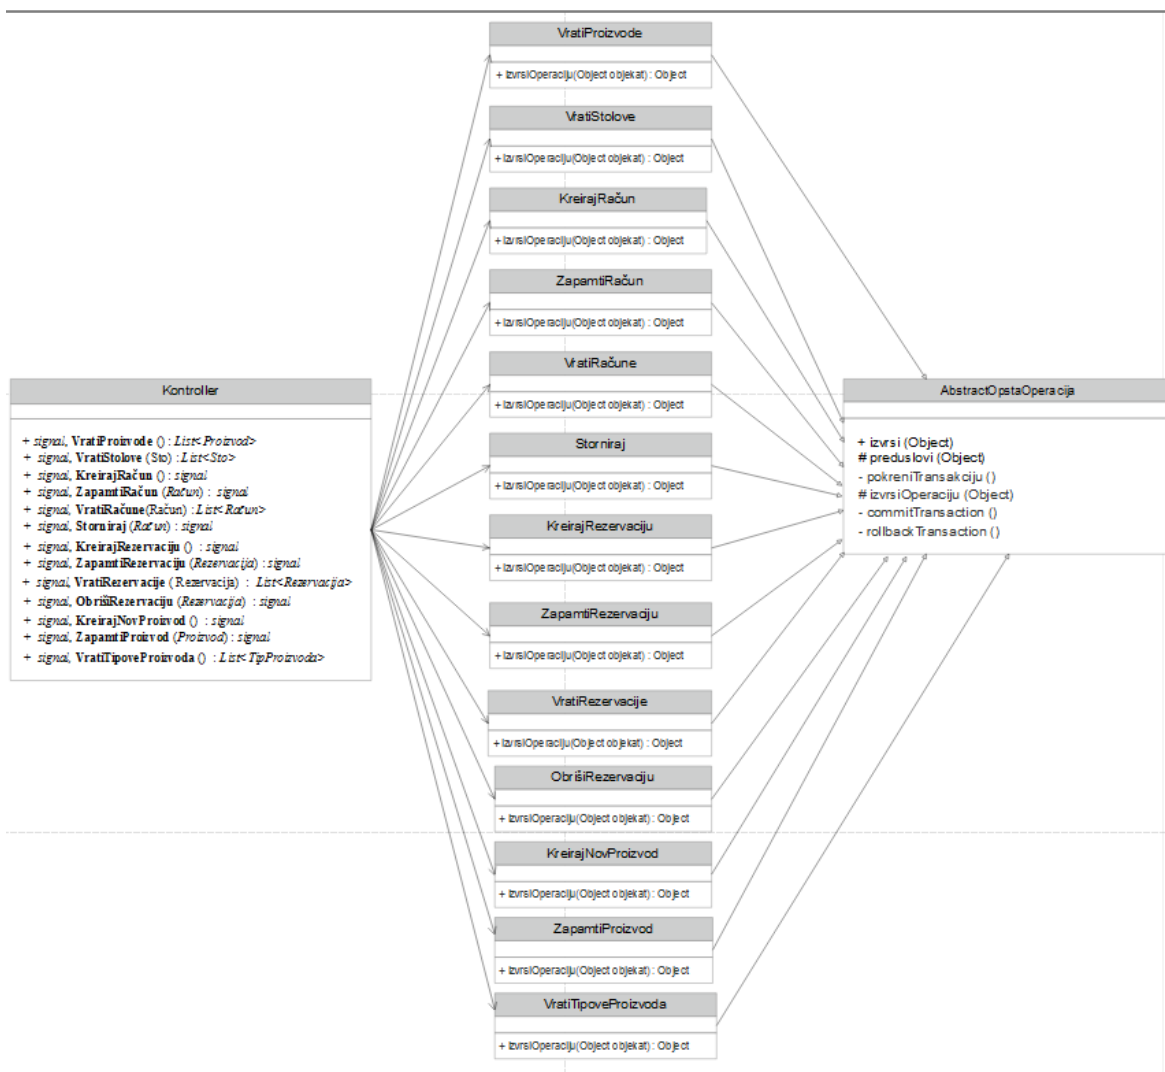 VratiProizvode
+ IzvrsiOperaciju(Object objekat) : Object
VratiStolove
+ IzvrsiOperaciju(Object objekat) : Object
KreirajRačun
+ IzvrsiOperaciju(Object objekat) : Object
ZapamtiRačun
+ IzvrsiOperaciju(Object objekat) : Object
VratiRačune
+ IzvrsiOperaciju(Object objekat) : Object
Storniraj
+ IzvrsiOperaciju(Object objekat) : Object
KreirajRezervaciju
+ IzvrsiOperaciju(Object objekat) : Object
ZapamtiRezervaciju
+ IzvrsiOperaciju(Object objekat) : Object
VratiRezervacije
+ IzvrsiOperaciju(Object objekat) : Object
ObrišiRezervaciju
+ IzvrsiOperaciju(Object objekat) : Object
KreirajNovProizvod
+ IzvrsiOperaciju(Object objekat) : Object
ZapamtiProizvod
+ IzvrsiOperaciju(Object objekat) : Object
VratiTipoveProizvoda
+ IzvrsiOperaciju(Object objekat) : Object
Kontroller
+ signal, VratiProizvode () : List<Proizvod>
+ signal, VratiStolove (Sto) : List<Sto>
+ signal, KreirajRačun () : signal
+ signal, ZapamtiRačun (Račun) : signal
+ signal, VratiRačune(Račun) : List<Račun>
+ signal, Storniraj (Račun) : signal
+ signal, KreirajRezervaciju () : signal
+ signal, ZapamtiRezervaciju (Rezervacija) : signal
+ signal, VratiRezervacije ( Rezervacija) : List<Rezervacija>
+ signal, ObrišiRezervaciju (Rezervacija) : signal
+ signal, KreirajNovProizvod () : signal
+ signal, ZapamtiProizvod (Proizvod) : signal
+ signal, VratiTipoveProizvoda () : List<TipProizvoda>
AbstractOpstaOperacija
+ izvrsi (Object)
# preduslovi (Object)
- pokreniTransakciju ()
# izvrsiOperaciju (Object)
- commitTransaction ()
- rollbackTransaction ()